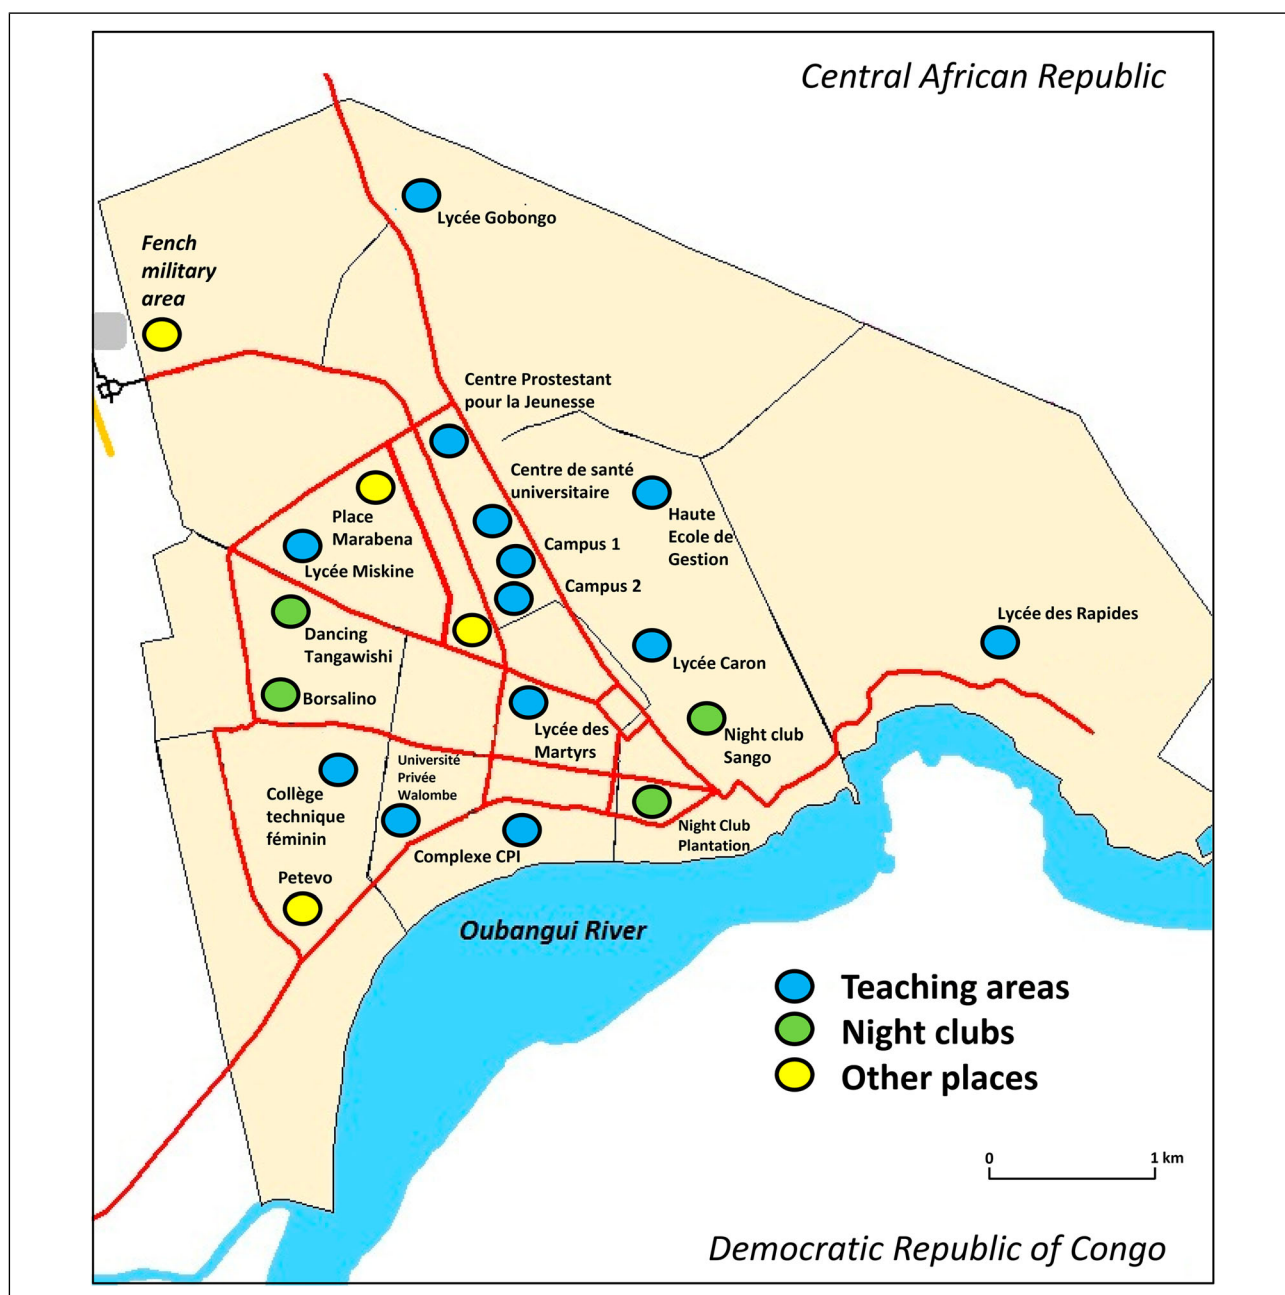 Central African Republic
Lycée Gobongo
Fench
military
area
Centre Prostestant
pour la Jeunesse
Centre de santé
universitaire
Haute
Ecole de
Gestion
Place
Marabena
Campus 1
Lycée Miskine
Campus 2
Lycée des Rapides
Dancing
Tangawishi
Lycée Caron
Borsalino
Lycée des
Martyrs
Night club
Sango
Université
Privée
Walombe
Collège
technique
féminin
Night Club
Plantation
Complexe CPI
Petevo
Oubangui River
Teaching areas
Night clubs
Other places
0 1 km
Democratic Republic of Congo